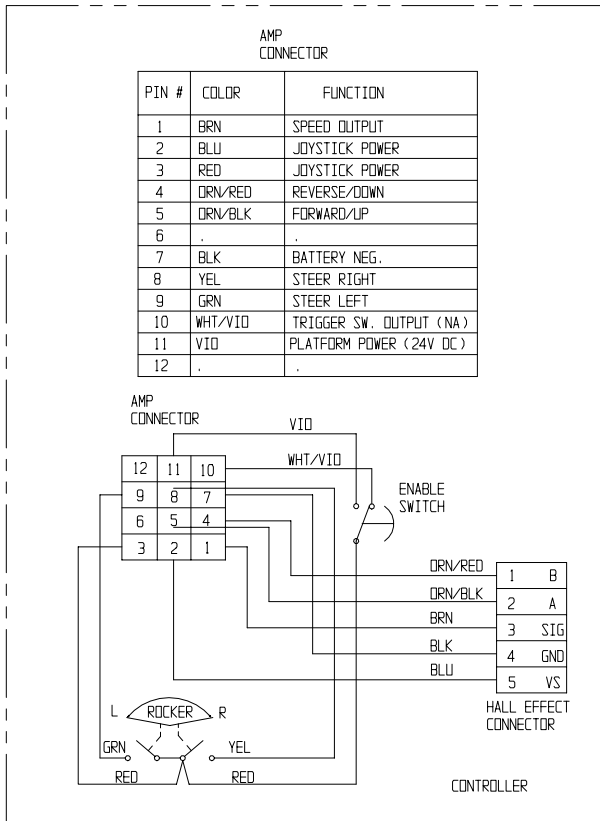 AMP
CONNECTOR
PIN # COLOR FUNCTION
1 BRN SPEED OUTPUT
2 BLU JOYSTICK POWER
3 RED JOYSTICK POWER
4 ORN/RED REVERSE/DOWN
5 ORN/BLK FORWARD/UP
6 . .
7 BLK BATTERY NEG.
8 YEL STEER RIGHT
9 GRN STEER LEFT
10 WHT/VIO TRIGGER SW. OUTPUT (NA)
11 VIO PLATFORM POWER (24V DC)
12 . .
AMP
CONNECTOR
VIO
WHT/VIO
12 11 10
9 8 7
6 5 4
3 2 1
ENABLE
SWITCH
ORN/RED
ORN/BLK
BRN
BLK
BLU
1 B
2 A
3 SIG
4 GND
5 VS
HALL EFFECT
CONNECTOR
L ROCKER R
GRN YEL
RED RED
CONTROLLER